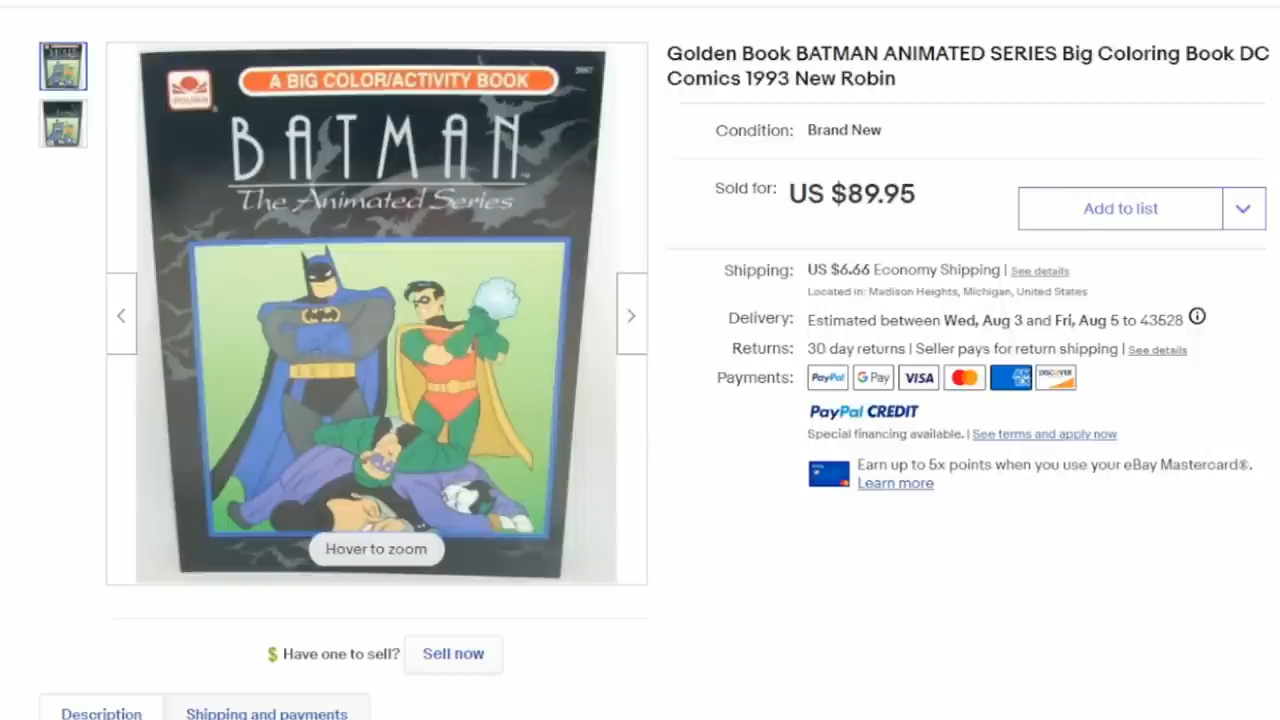 Golden Book BATMAN ANIMATED SERIES Big Coloring Book DC
Comics 1993 New Robin
A BIG COLOR/ACTIVITY BOOK
GOLDEN
BATMAN
The Animated Series
Hover to zoom
Condition: Brand New
Sold for: US $89.95
Add to list
Shipping: US $6.66 Economy Shipping | See details
Located in: Madison Heights, Michigan, United States
Delivery: Estimated between Wed, Aug 3 and Fri, Aug 5 to 43528
Returns: 30 day returns | Seller pays for return shipping | See details
Payments: PayPal G Pay VISA DISCOVER
PayPal CREDIT
Special financing available. | See terms and apply now
Earn up to 5x points when you use your eBay Mastercard®.
Learn more
$ Have one to sell? Sell now
Description Shipping and payments